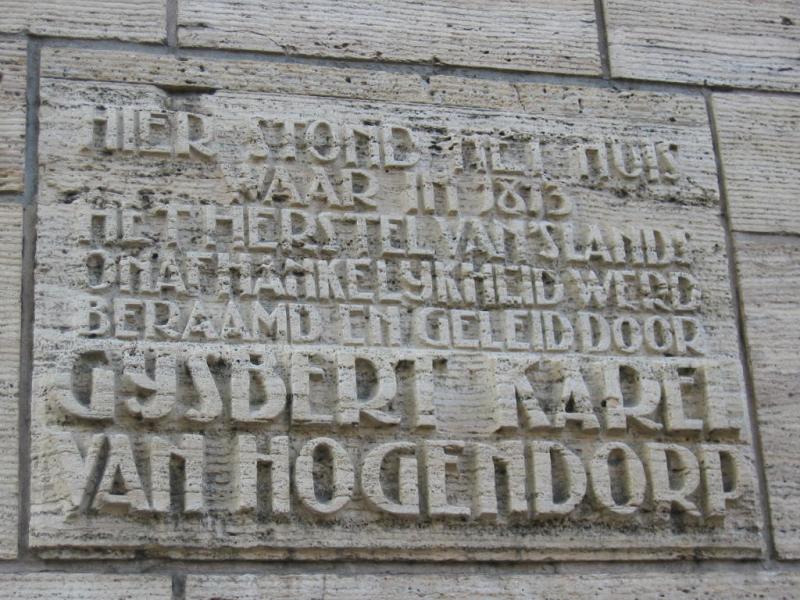 HIER STOND HET HUIS
WAAR IN 1813
HET HERSTEL VAN 'S LANDS
ONAFHANKELYKHEID WERD
BERAAMD EN GELEID DOOR
GYSBERT KAREL
VAN HOGENDORP